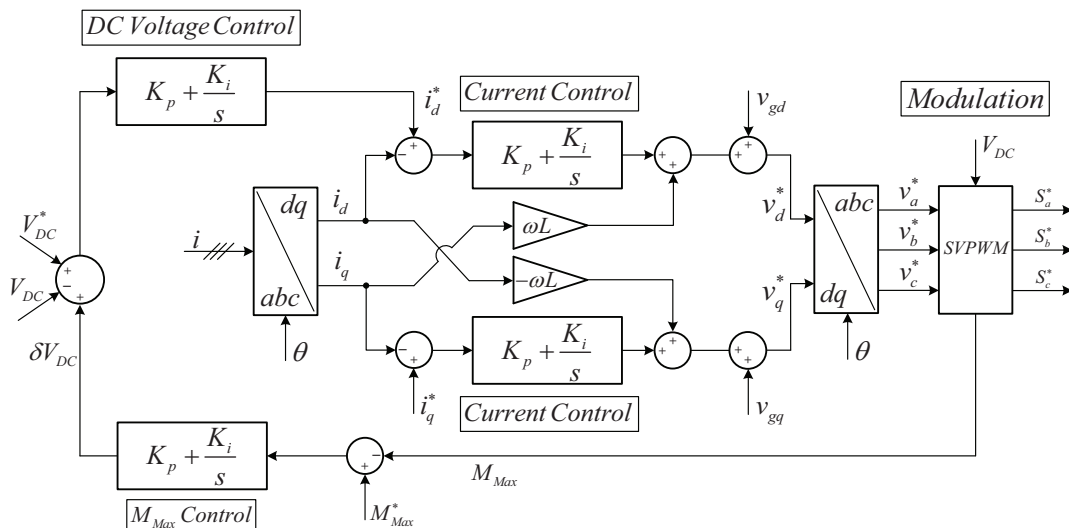 DC Voltage Control
K_p + K_i/s
i_d^*
Current Control
K_p + K_i/s
v_gd
Modulation
V_DC
i
dq
abc
θ
i_d
i_q
ωL
-ωL
v_d^*
v_q^*
abc
dq
θ
v_a^*
v_b^*
v_c^*
SVPWM
S_a^*
S_b^*
S_c^*
V_DC^*
V_DC
+
−
+
δV_DC
− +
+ +
+ +
− +
+ +
+ +
K_p + K_i/s
i_q^*
Current Control
v_gq
K_p + K_i/s
M_Max Control
+ −
M_Max^*
M_Max